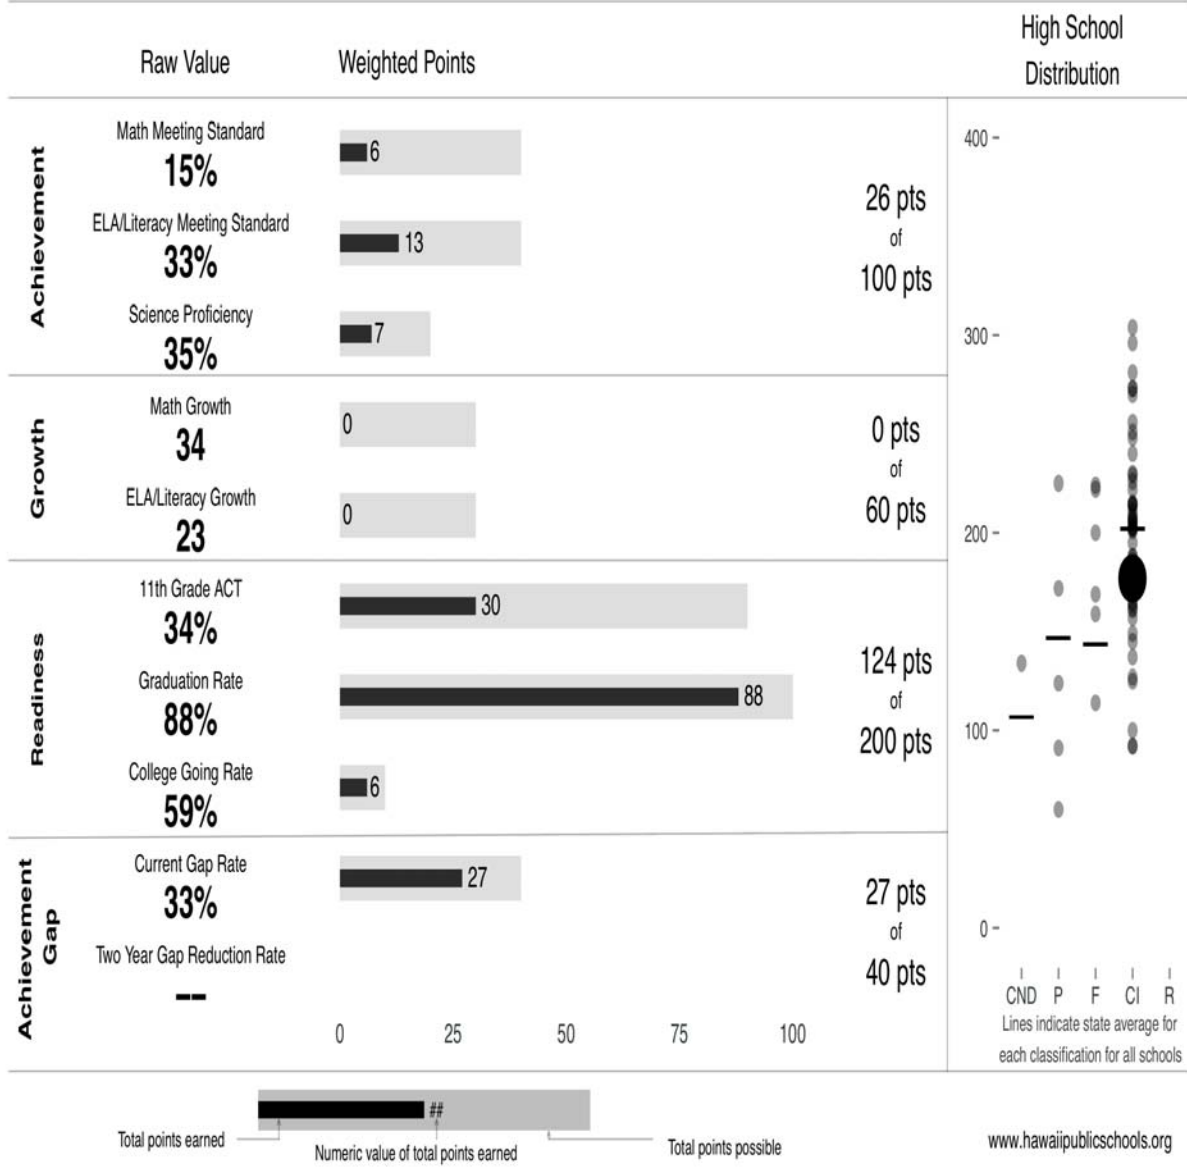 Raw Value
Weighted Points
High School
Distribution
Achievement
Math Meeting Standard
15%
6
ELA/Literacy Meeting Standard
33%
13
Science Proficiency
35%
7
26 pts
of
100 pts
Growth
Math Growth
34
0
ELA/Literacy Growth
23
0
0 pts
of
60 pts
Readiness
11th Grade ACT
34%
30
Graduation Rate
88%
88
College Going Rate
59%
6
124 pts
of
200 pts
Achievement
Gap
Current Gap Rate
33%
27
Two Year Gap Reduction Rate
--
27 pts
of
40 pts
0 25 50 75 100
400
300
200
100
0
CND P F CI R
Lines indicate state average for
each classification for all schools
##
Total points earned
Numeric value of total points earned
Total points possible
www.hawaiipublicschools.org